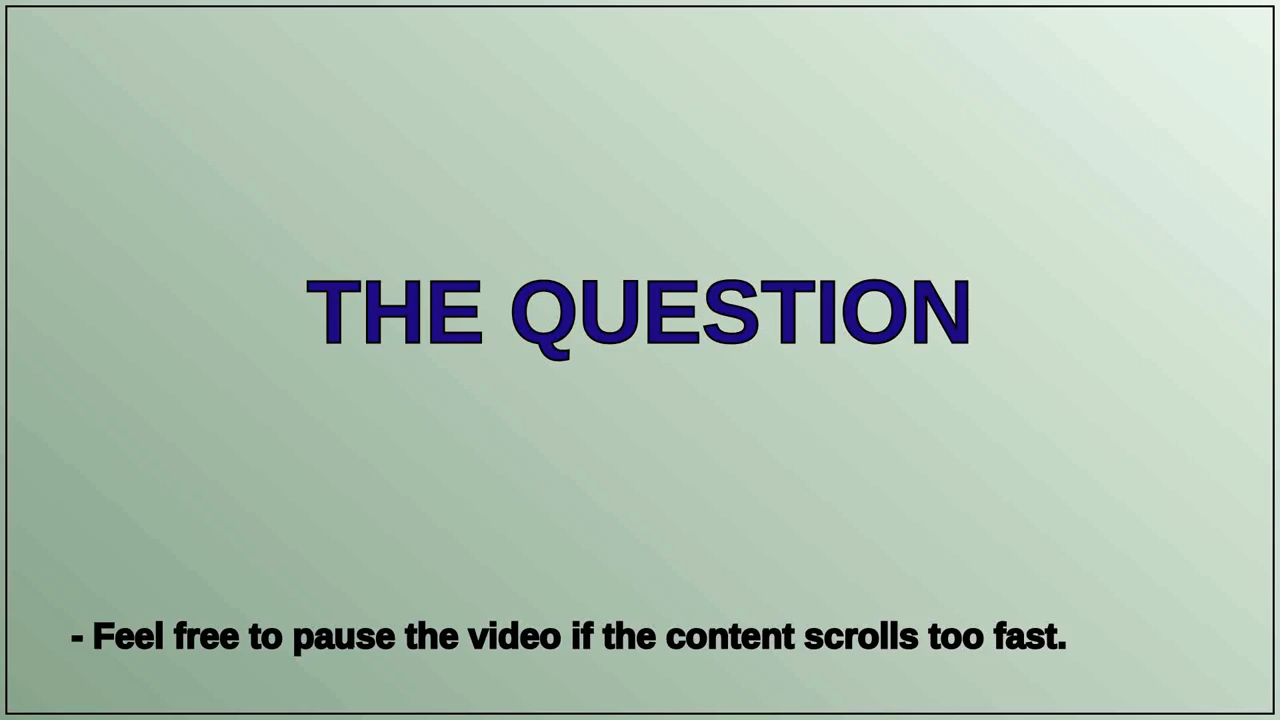 THE QUESTION
- Feel free to pause the video if the content scrolls too fast.